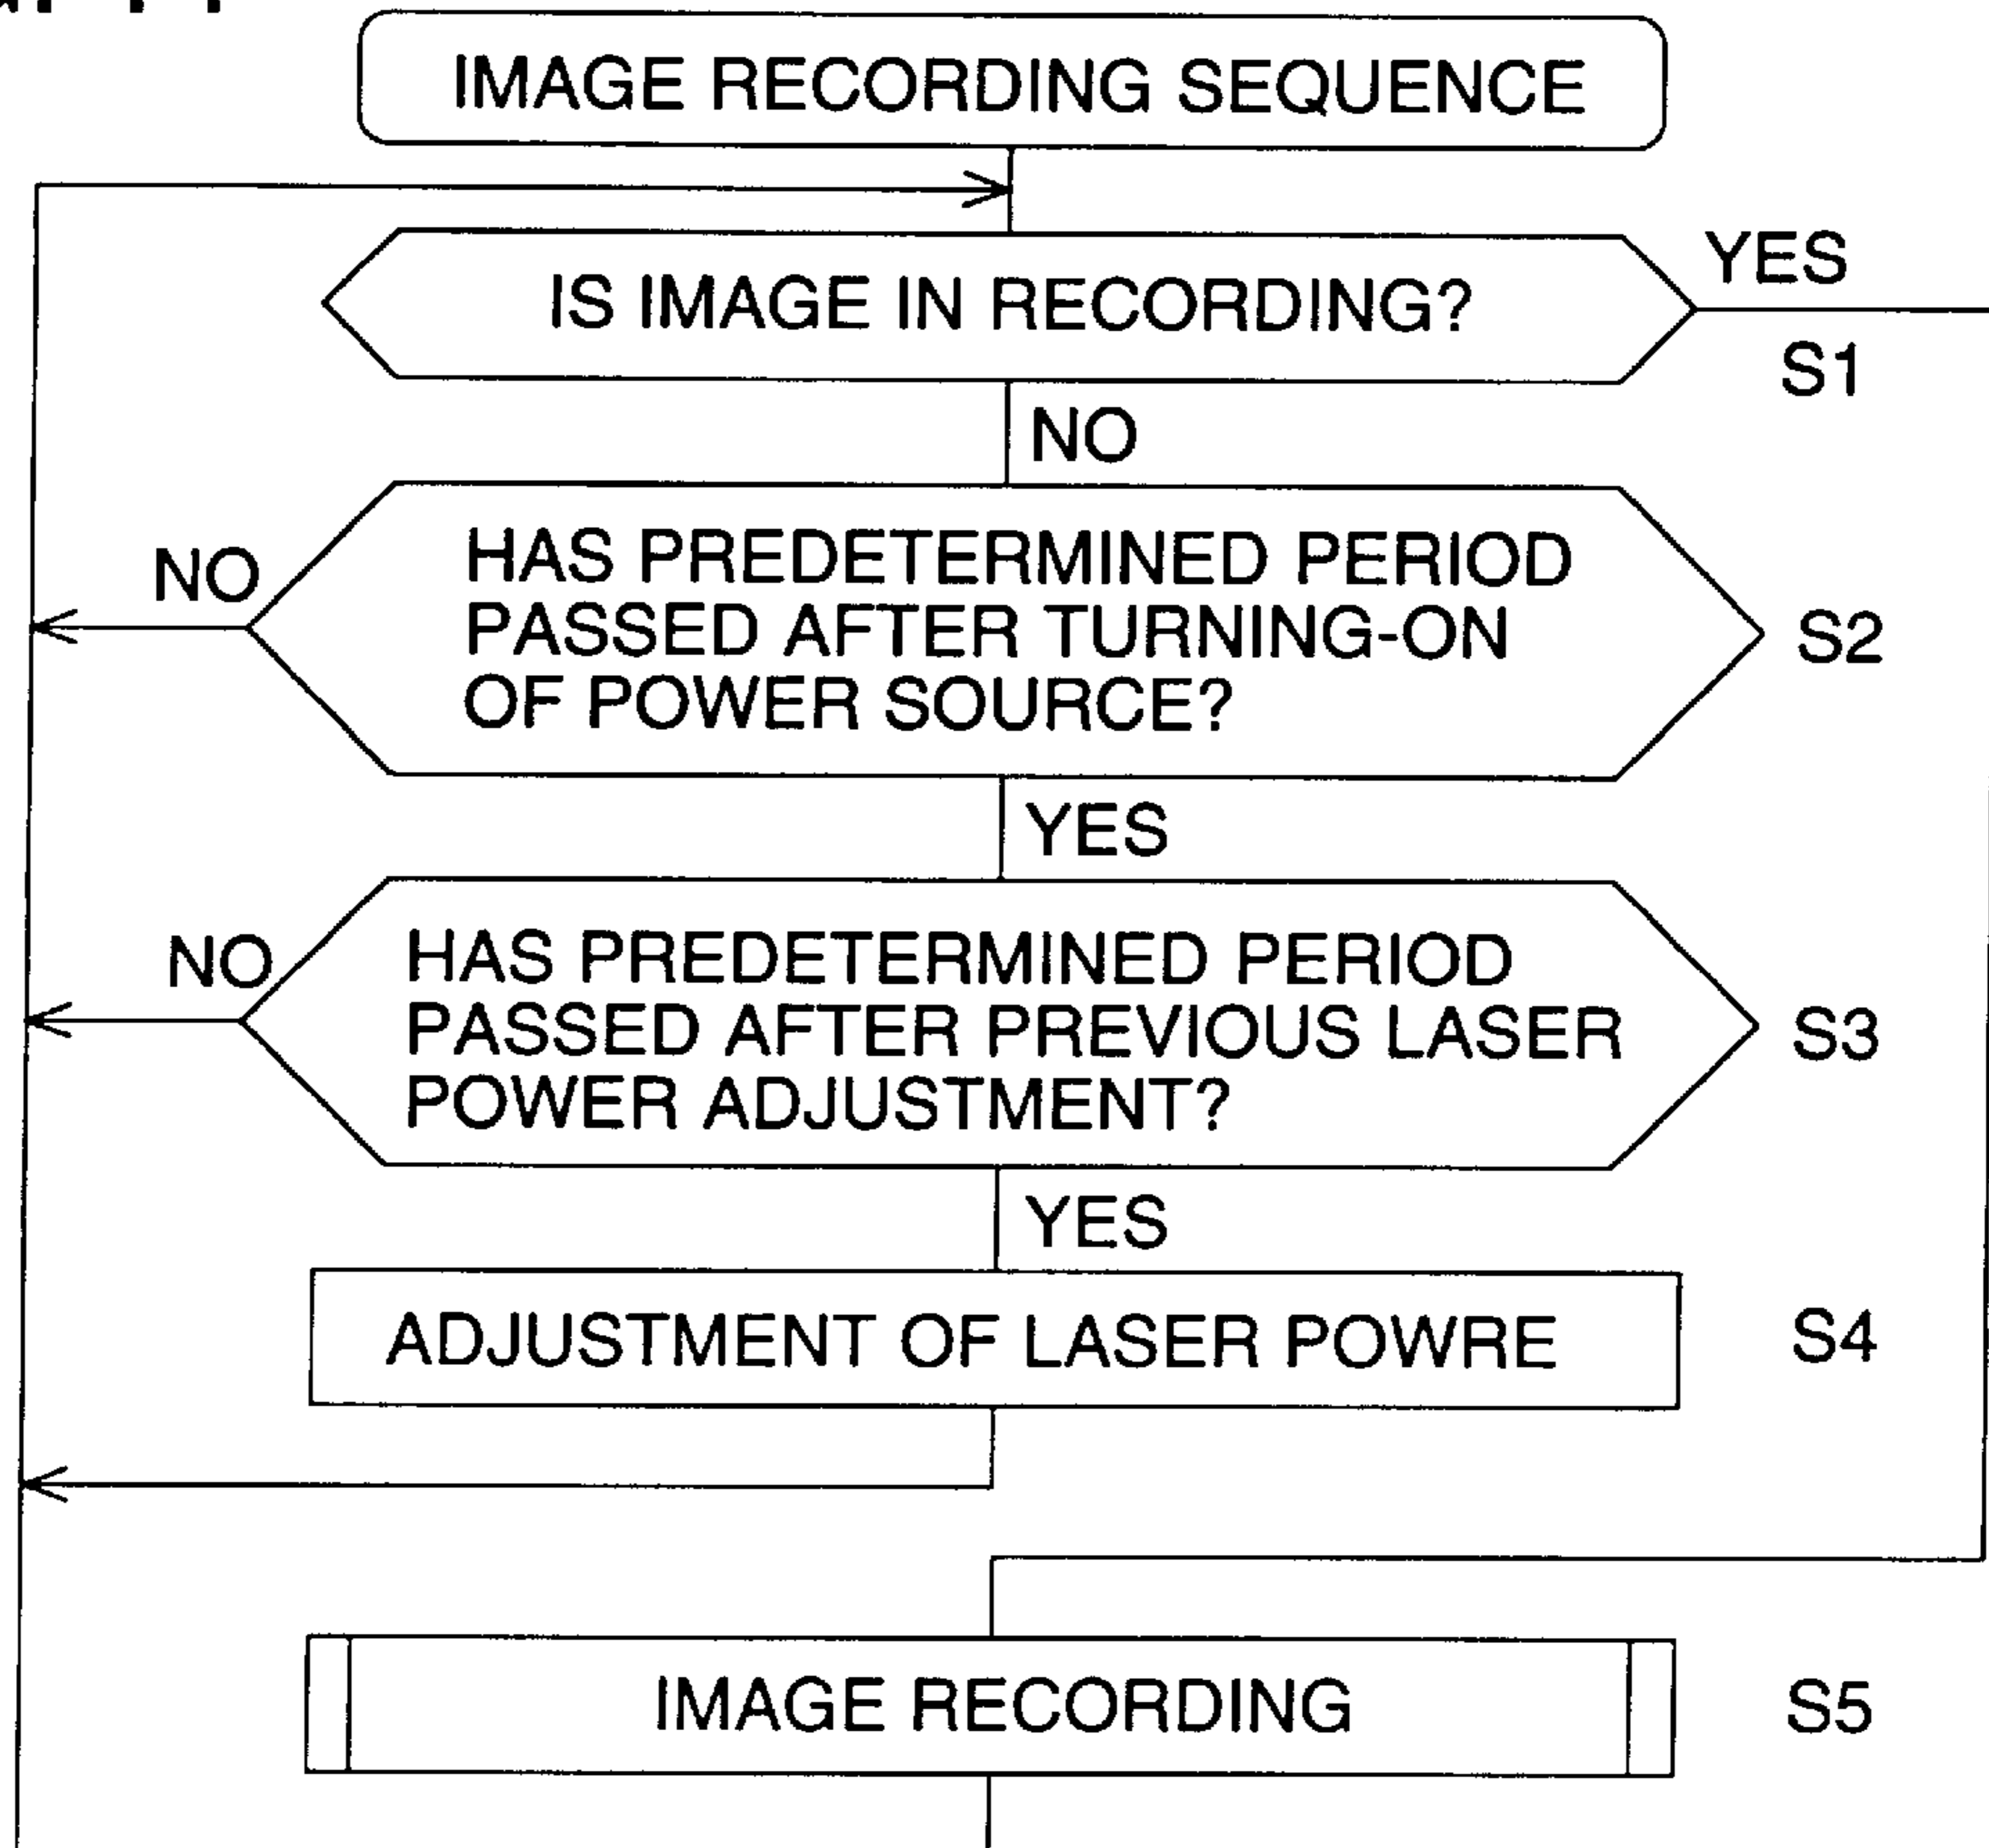 IMAGE RECORDING SEQUENCE
YES
IS IMAGE IN RECORDING?
S1
NO
HAS PREDETERMINED PERIOD
PASSED AFTER TURNING-ON
OF POWER SOURCE?
NO
S2
YES
HAS PREDETERMINED PERIOD
PASSED AFTER PREVIOUS LASER
POWER ADJUSTMENT?
NO
S3
YES
ADJUSTMENT OF LASER POWRE
S4
IMAGE RECORDING
S5